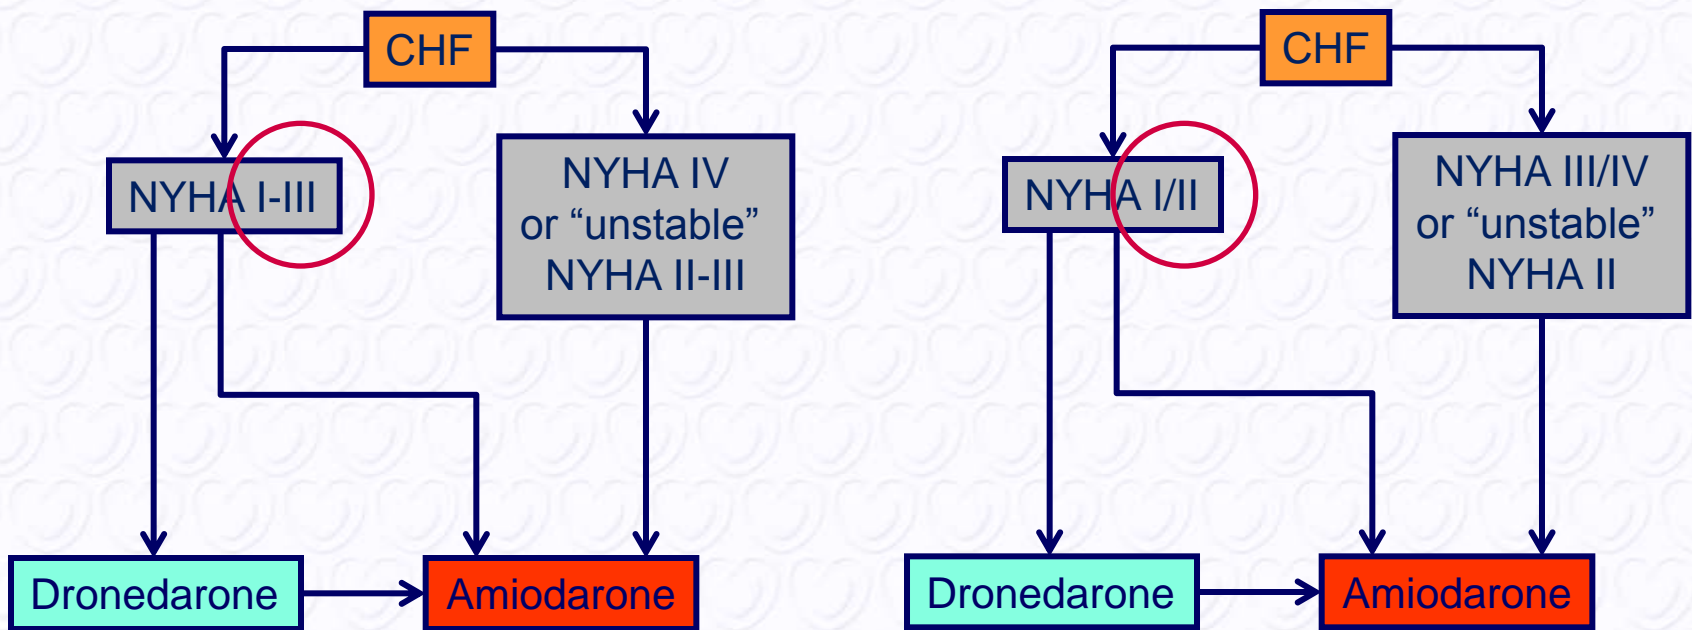 CHF
NYHA I-III
NYHA IV
or “unstable”
NYHA II-III
Dronedarone
Amiodarone
CHF
NYHA I/II
NYHA III/IV
or “unstable”
NYHA II
Dronedarone
Amiodarone